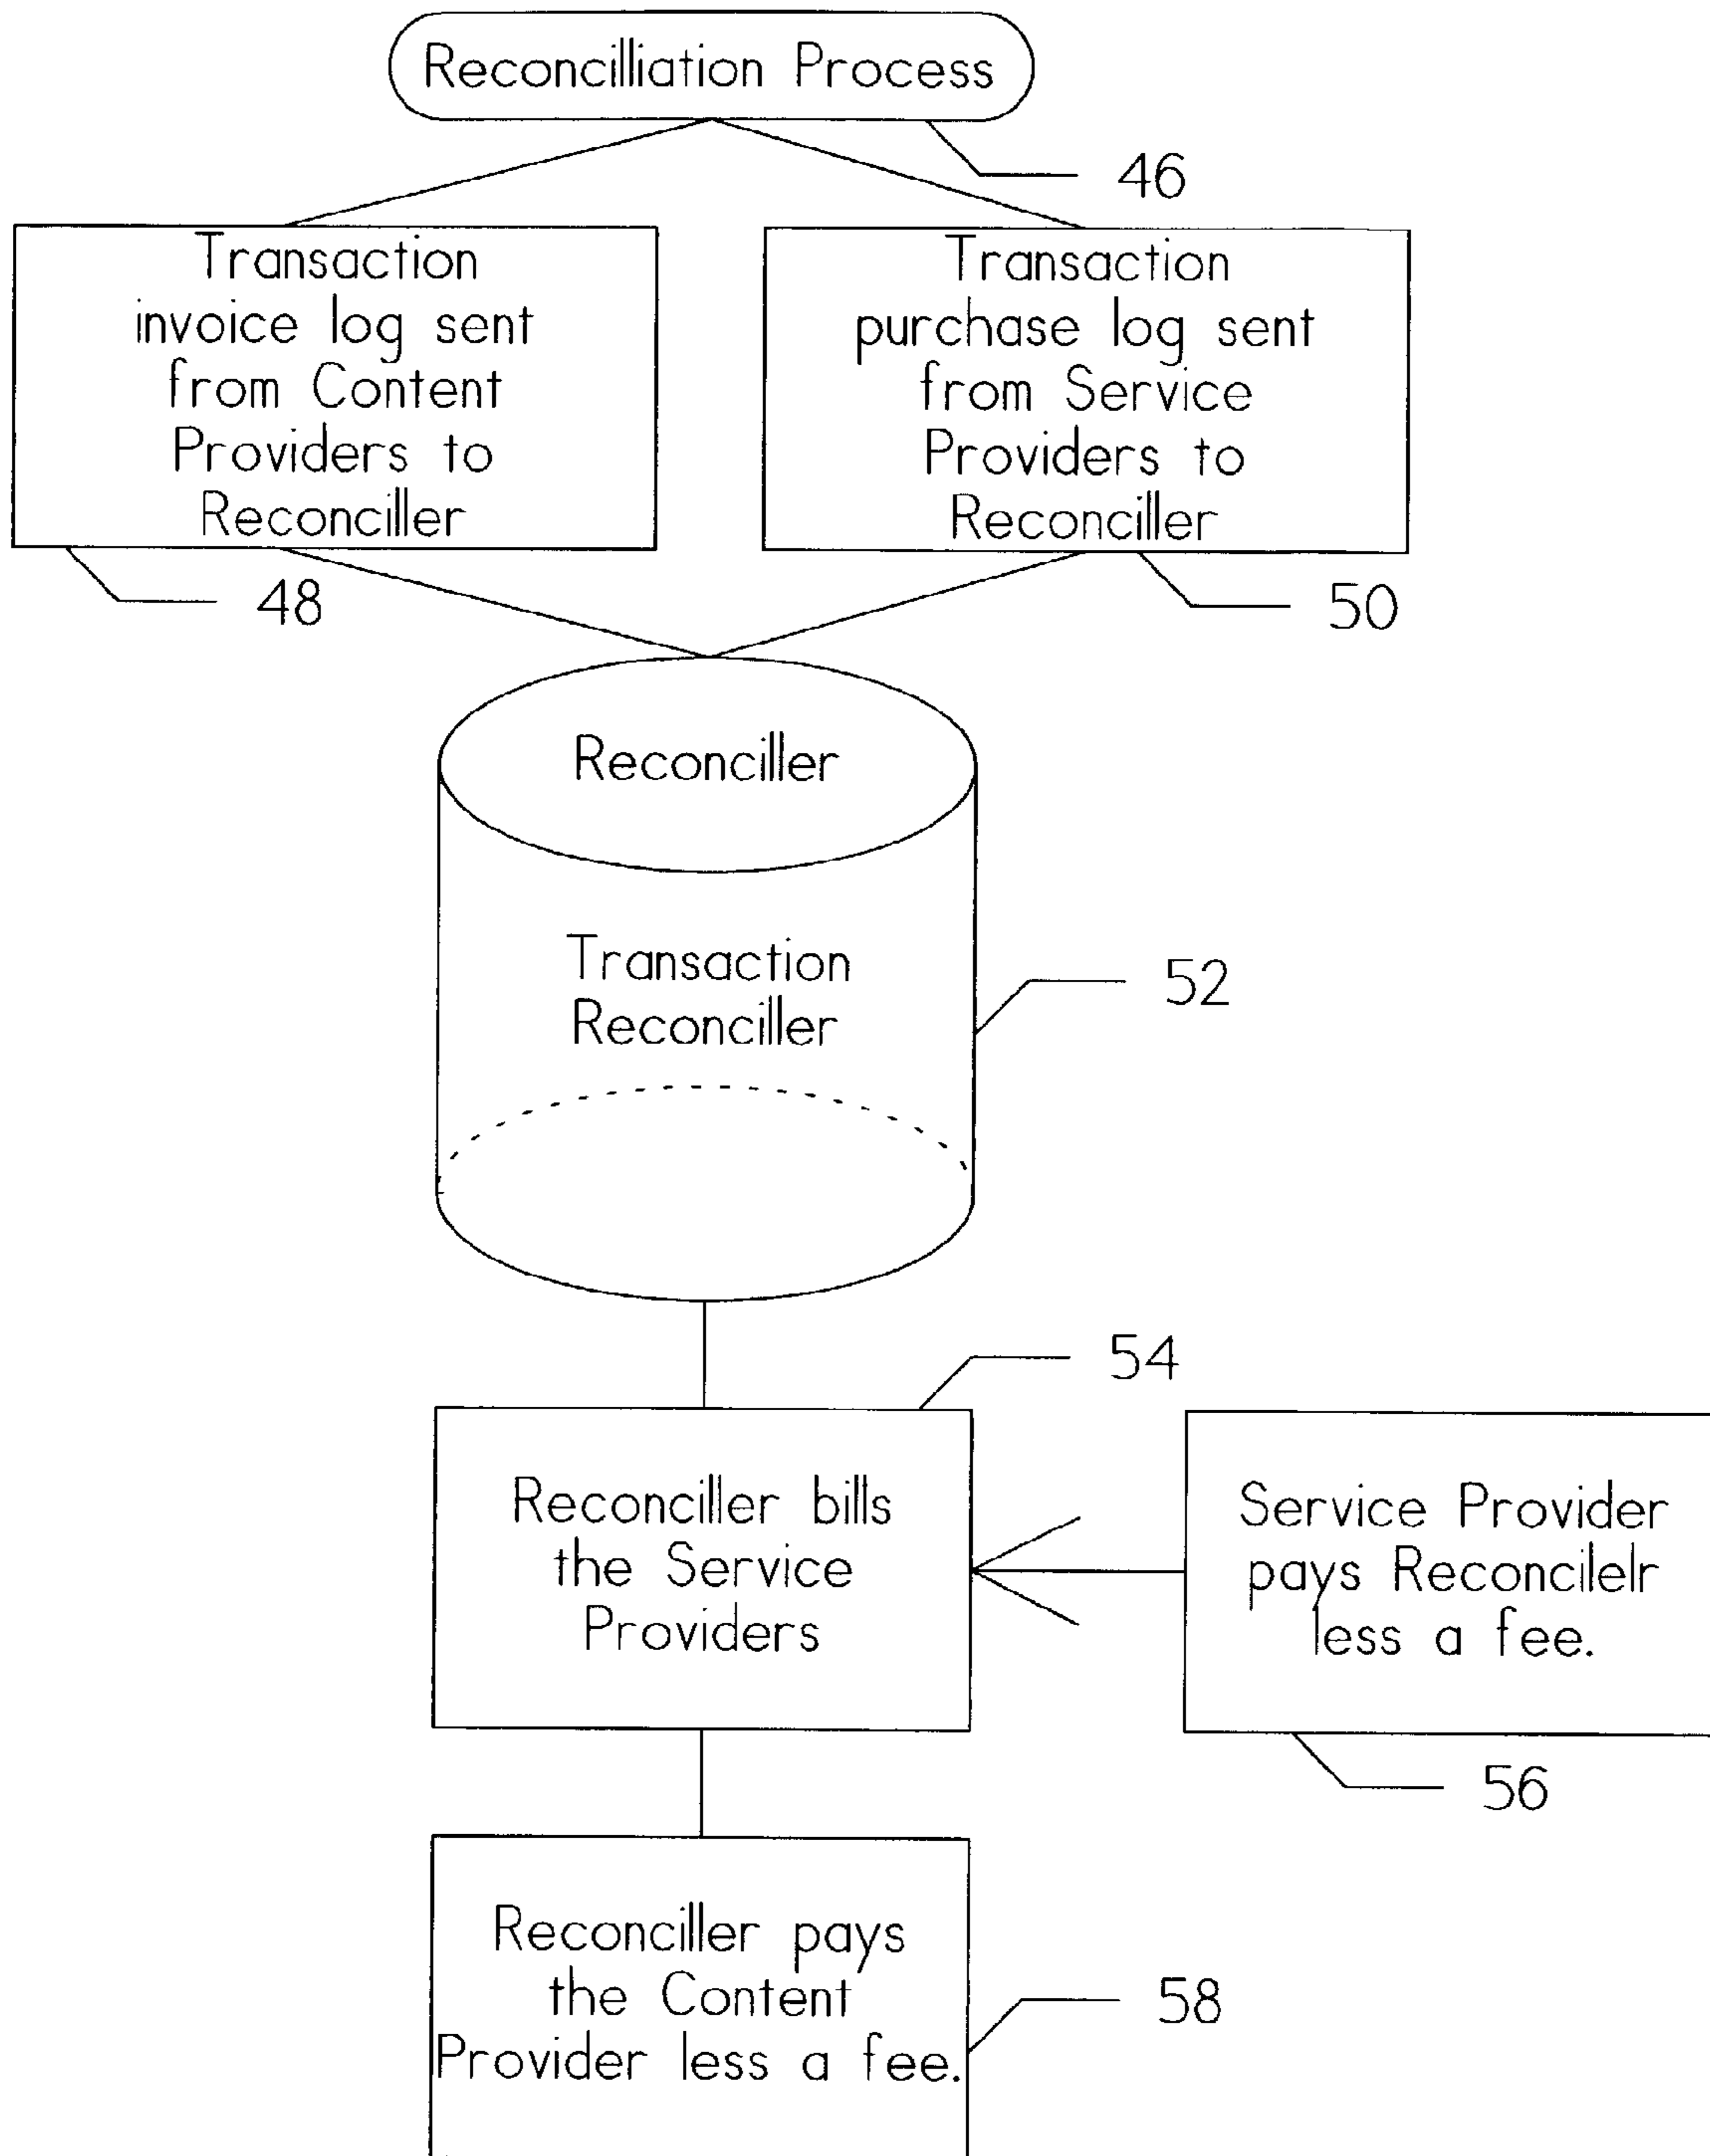 Reconcilliation Process
46
Transaction
invoice log sent
from Content
Providers to
Reconciller
48
Transaction
purchase log sent
from Service
Providers to
Reconciller
50
Reconciller
Transaction
Reconciller
52
54
Reconciller bills
the Service
Providers
Service Provider
pays Reconcilelr
less a fee.
56
Reconciller pays
the Content
Provider less a fee.
58